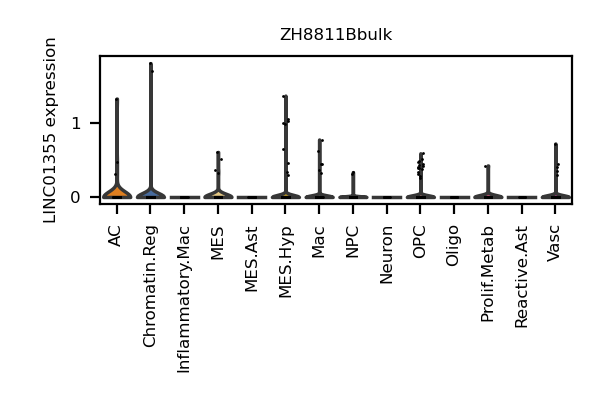 ZH8811Bbulk
LINC01355 expression
1
0
AC
Chromatin.Reg
Inflammatory.Mac
MES
MES.Ast
MES.Hyp
Mac
NPC
Neuron
OPC
Oligo
Prolif.Metab
Reactive.Ast
Vasc